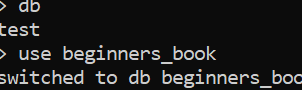 > db
test
> use beginners_book
switched to db beginners_boo